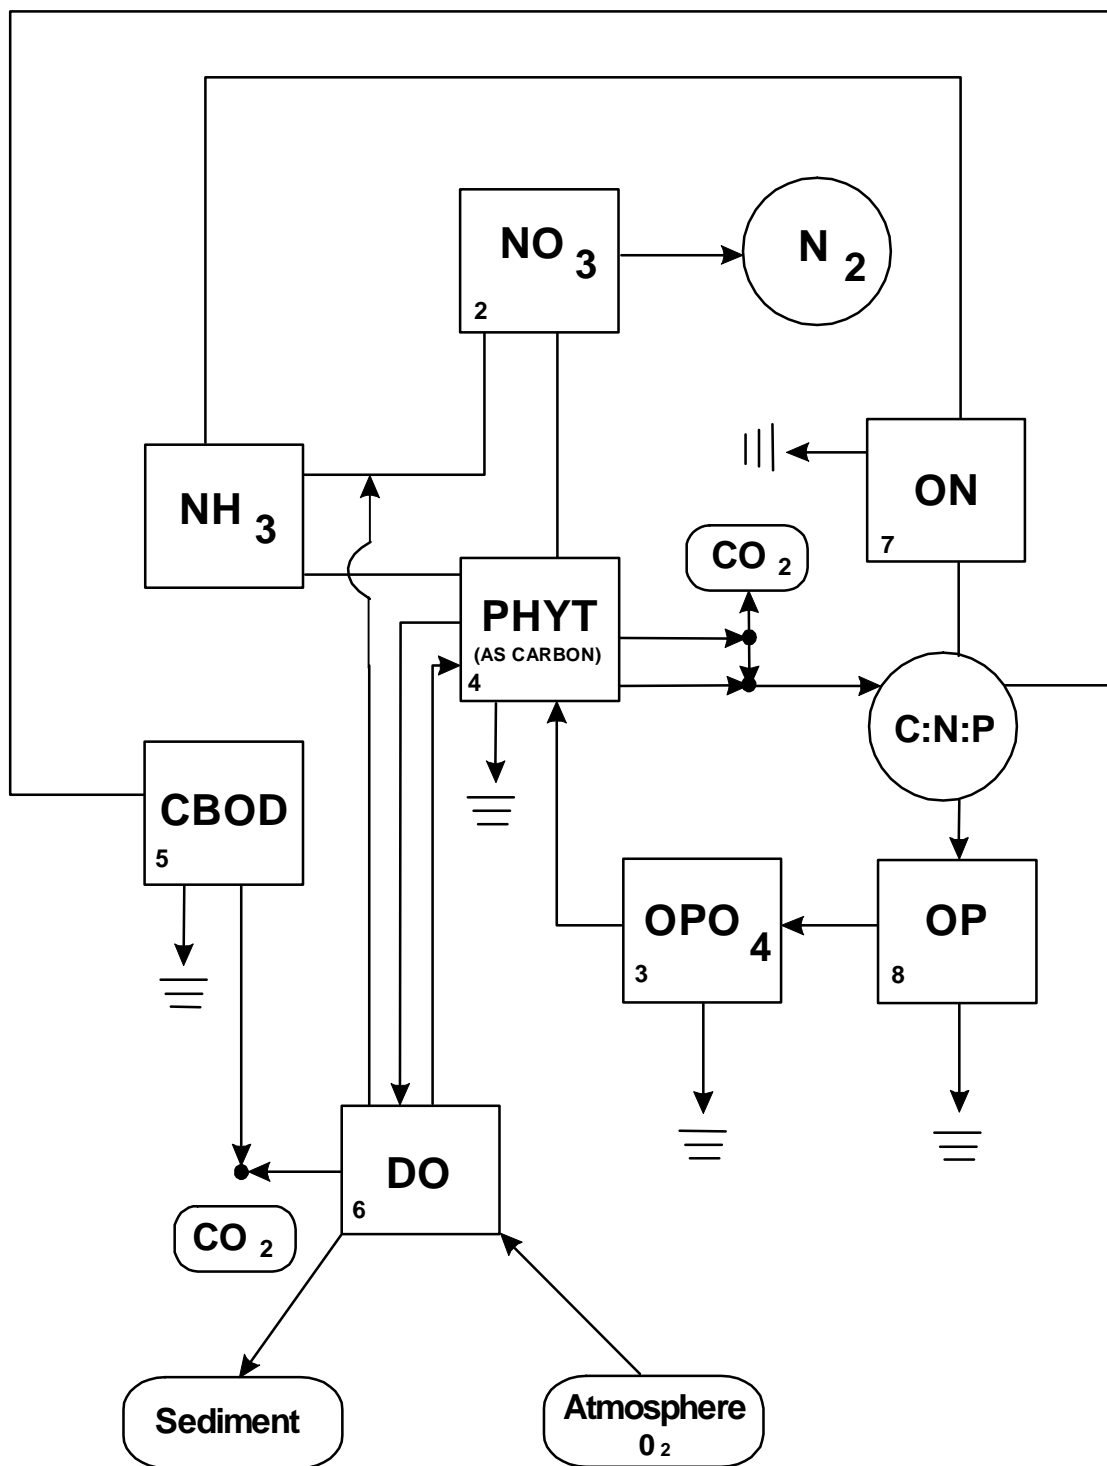 NO 3
2
N 2
NH 3
ON
7
CO 2
PHYT
(AS CARBON)
4
C:N:P
CBOD
5
OPO 4
3
OP
8
DO
6
CO 2
Sediment
Atmosphere
0 2